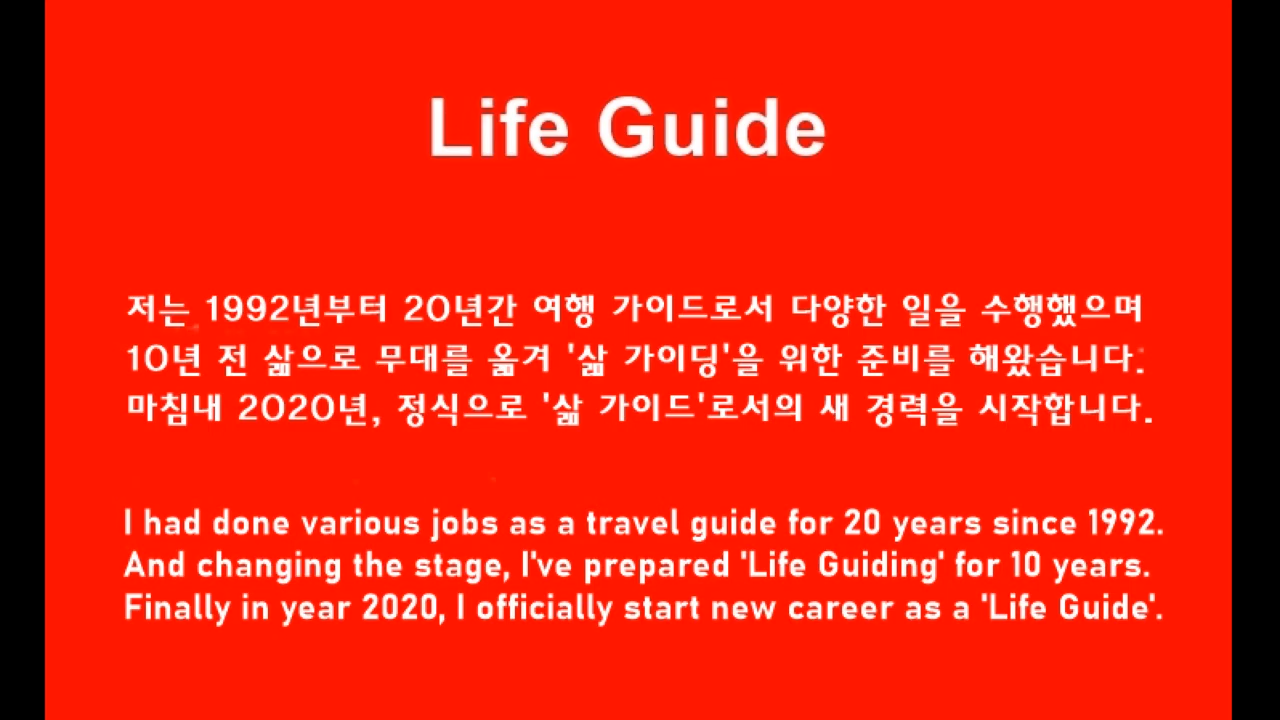 Life Guide
저는 1992년부터 20년간 여행 가이드로서 다양한 일을 수행했으며
10년 전 삶으로 무대를 옮겨 '삶 가이딩'을 위한 준비를 해왔습니다.
마침내 2020년, 정식으로 '삶 가이드'로서의 새 경력을 시작합니다.
I had done various jobs as a travel guide for 20 years since 1992.
And changing the stage, I've prepared 'Life Guiding' for 10 years.
Finally in year 2020, I officially start new career as a 'Life Guide'.